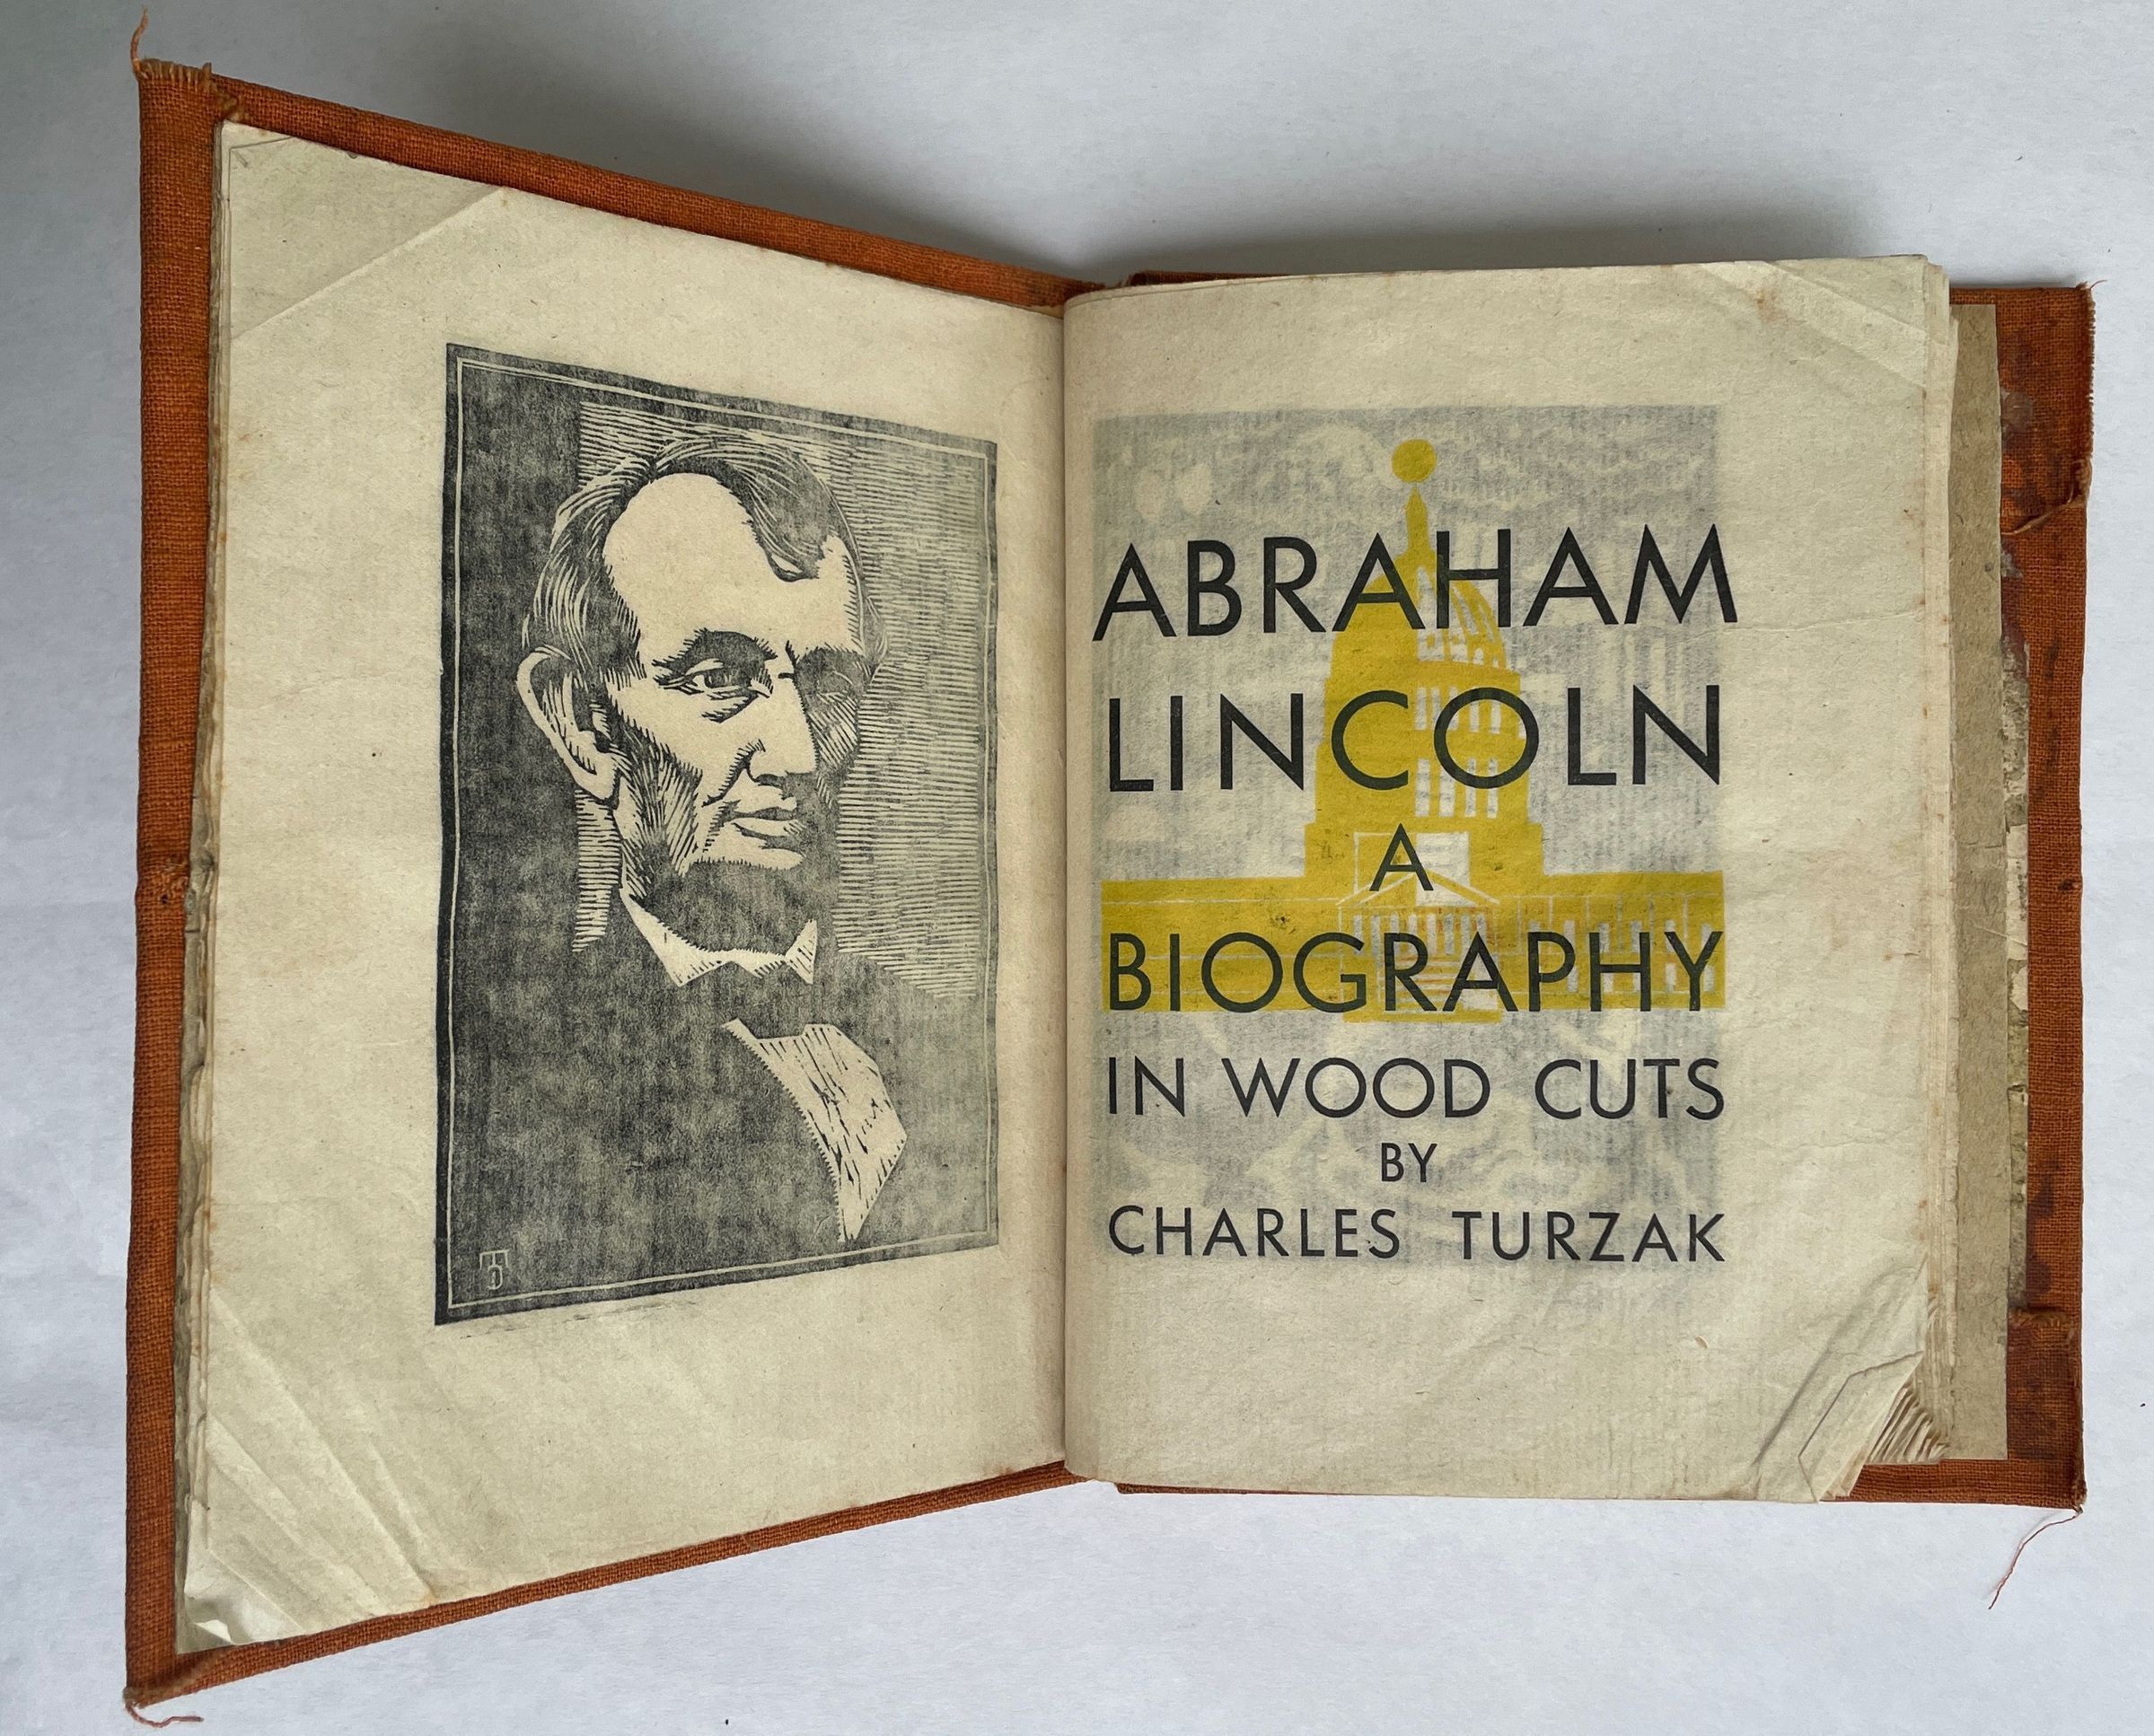 ABRAHAM
LINCOLN
A
BIOGRAPHY
IN WOOD CUTS
BY
CHARLES TURZAK